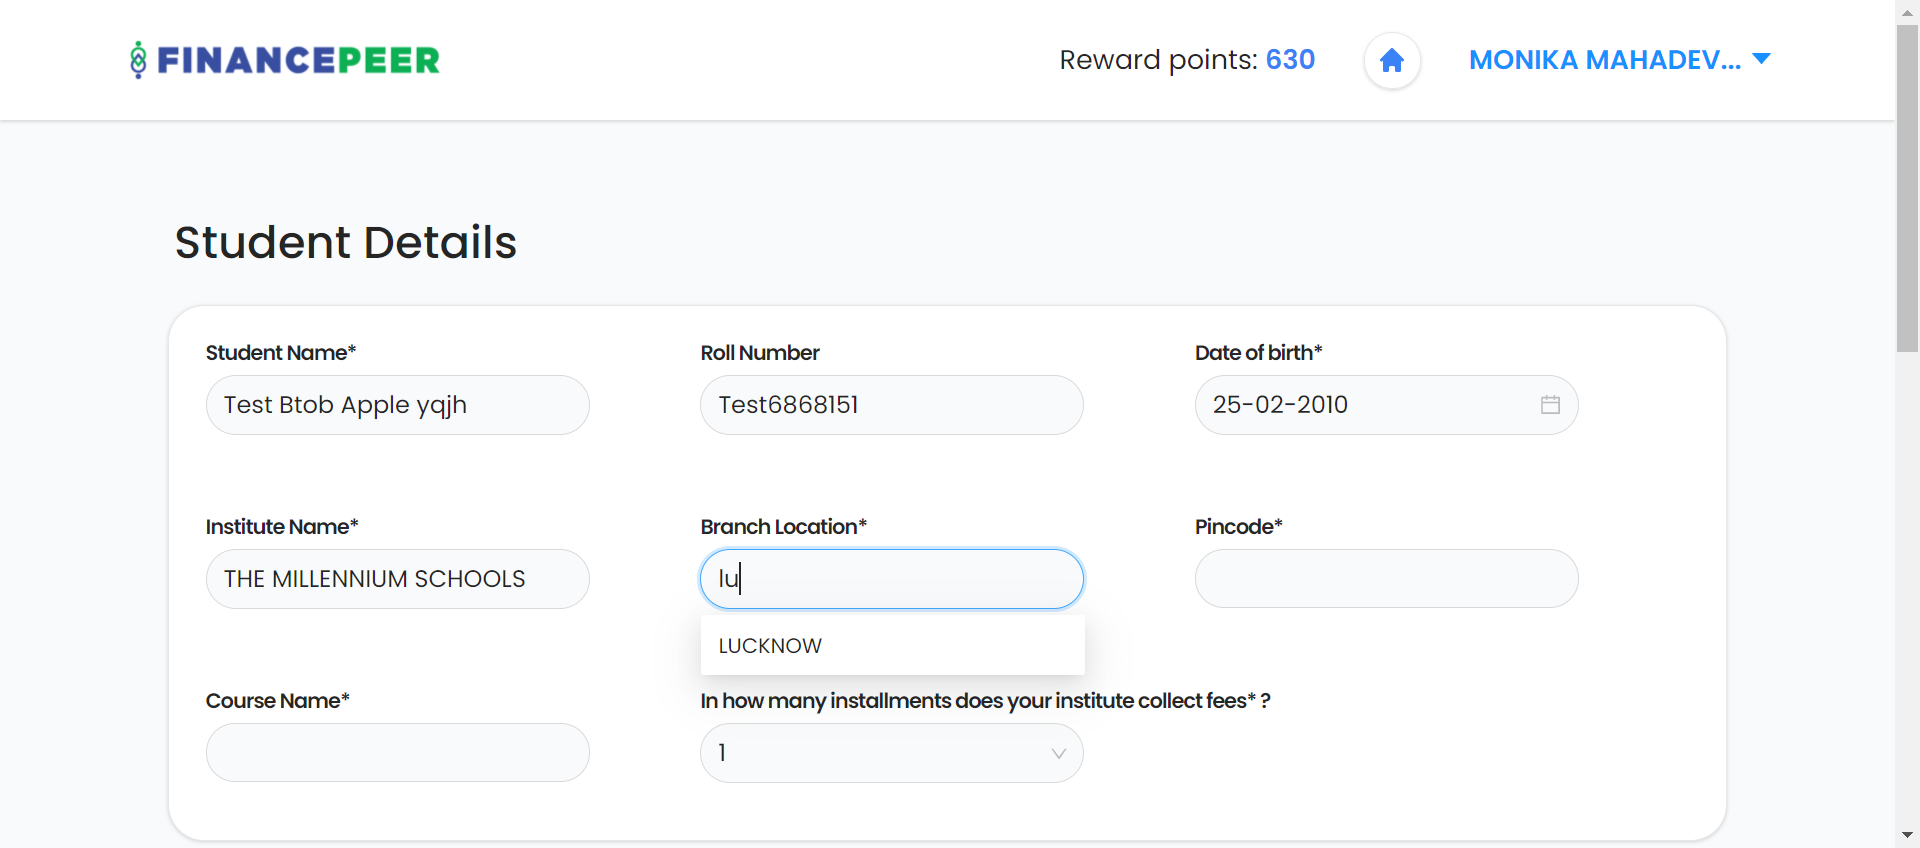 FINANCEPEER
Reward points: 630
MONIKA MAHADEV...
Student Details
Student Name*
Roll Number
Date of birth*
Test Btob Apple yqjh
Test6868151
25-02-2010
Institute Name*
Branch Location*
Pincode*
THE MILLENNIUM SCHOOLS
lu
LUCKNOW
Course Name*
In how many installments does your institute collect fees* ?
1